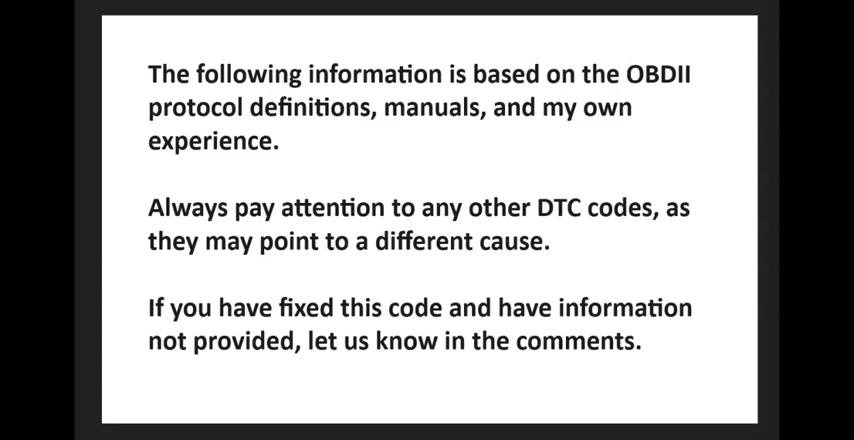 The following information is based on the OBDII
protocol definitions, manuals, and my own
experience.
Always pay attention to any other DTC codes, as
they may point to a different cause.
If you have fixed this code and have information
not provided, let us know in the comments.